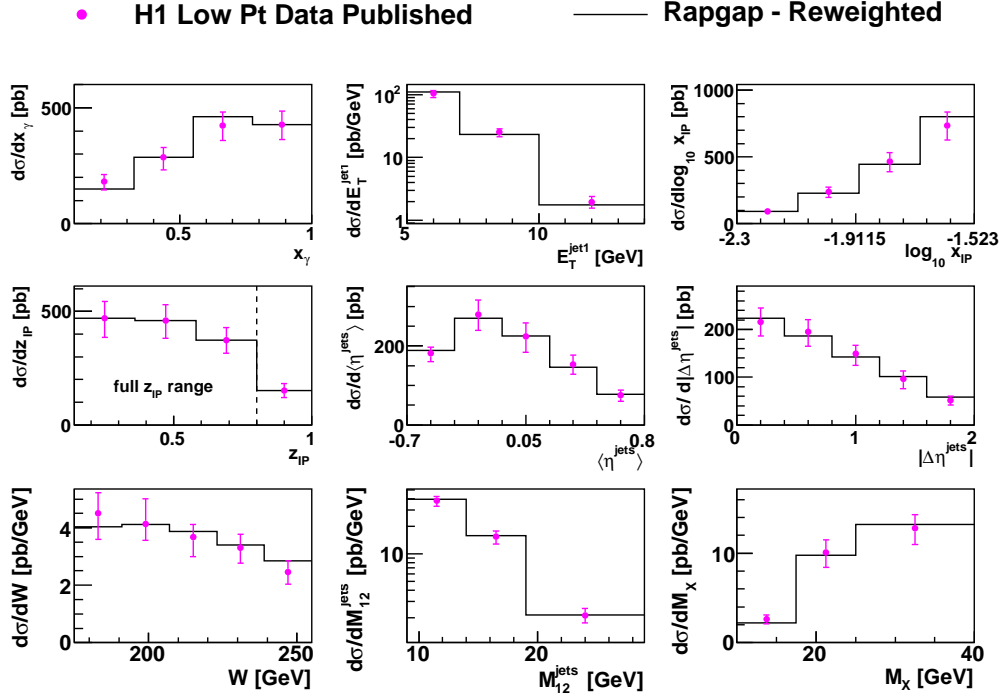 H1 Low Pt Data Published
Rapgap - Reweighted
dσ/dx_γ [pb]
500
0
0.5
1
x_γ
dσ/dE_T^jet1 [pb/GeV]
10^2
10
1
5
10
E_T^jet1 [GeV]
dσ/dlog_10 x_IP [pb]
1000
500
0
-2.3
-1.9115
-1.523
log_10 x_IP
dσ/dz_IP [pb]
500
0
full z_IP range
0.5
1
z_IP
dσ/d⟨η^jets⟩ [pb]
200
0
-0.7
0.05
0.8
⟨η^jets⟩
dσ/ d|Δη^jets| [pb]
200
100
0
0
1
2
|Δη^jets|
dσ/dW [pb/GeV]
4
2
0
200
250
W [GeV]
dσ/dM_12^jets [pb/GeV]
10
10
20
M_12^jets [GeV]
dσ/dM_X [pb/GeV]
10
0
20
40
M_X [GeV]